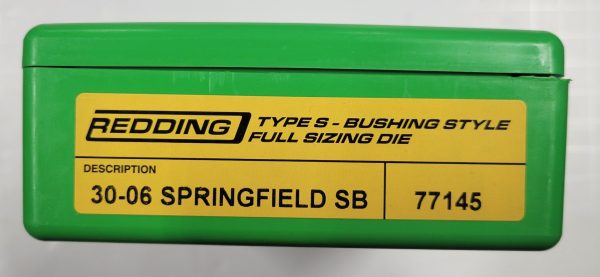 REDDING TYPE S - BUSHING STYLE
FULL SIZING DIE
DESCRIPTION
30-06 SPRINGFIELD SB 77145